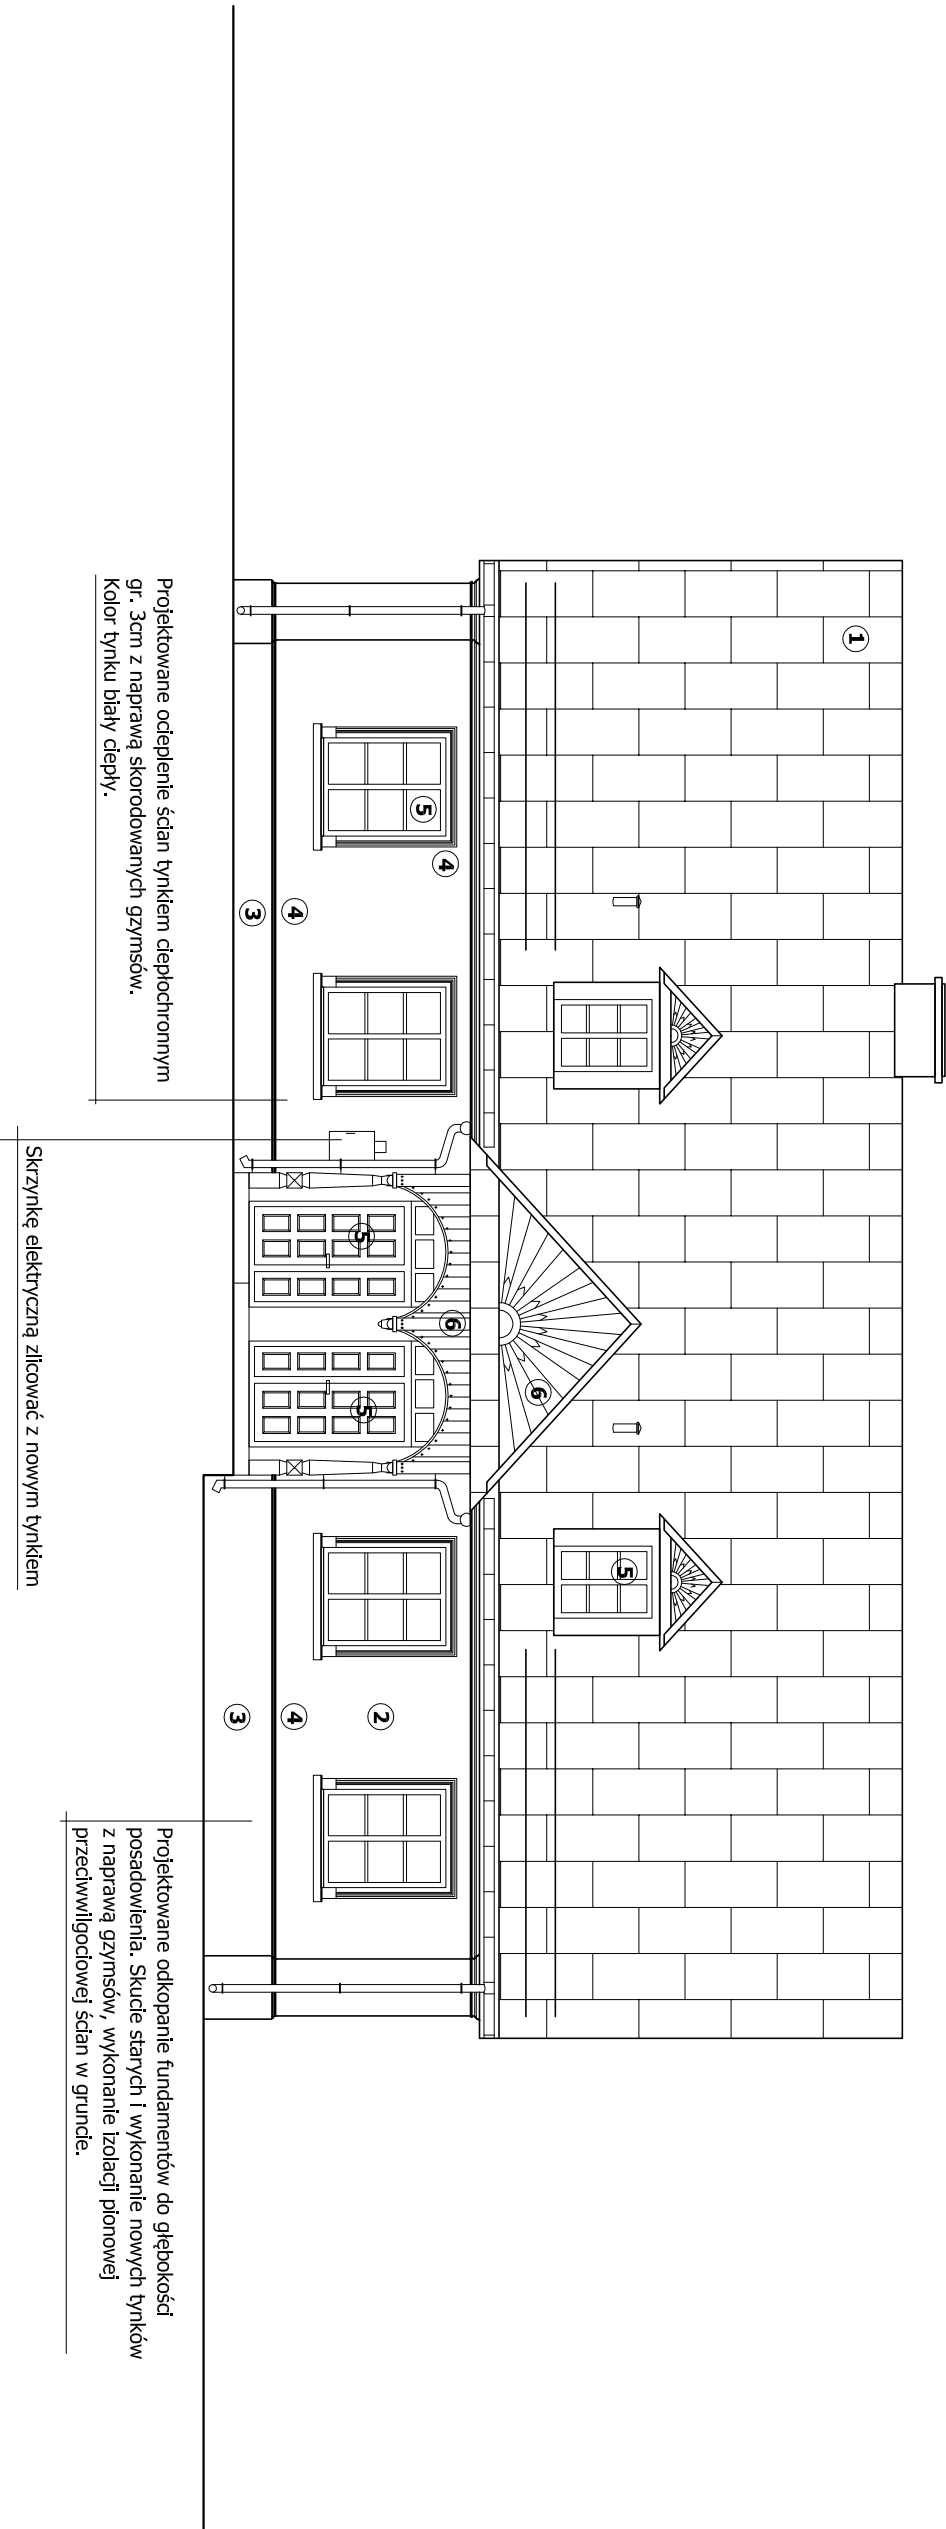 1
5
4
4
3
5
6
6
5
5
2
4
3
Projektowane ocieplenie ścian tynkiem ciepłochronnym
gr. 3cm z naprawą skorodowanych gzymsów.
Kolor tynku biały ciepły.
Skrzynkę elektryczną zlicować z nowym tynkiem
Projektowane odkopanie fundamentów do głębokości
posadowienia. Skucie starych i wykonanie nowych tynków
z naprawą gzymsów, wykonanie izolacji pionowej
przeciwwilgociowej ścian w gruncie.